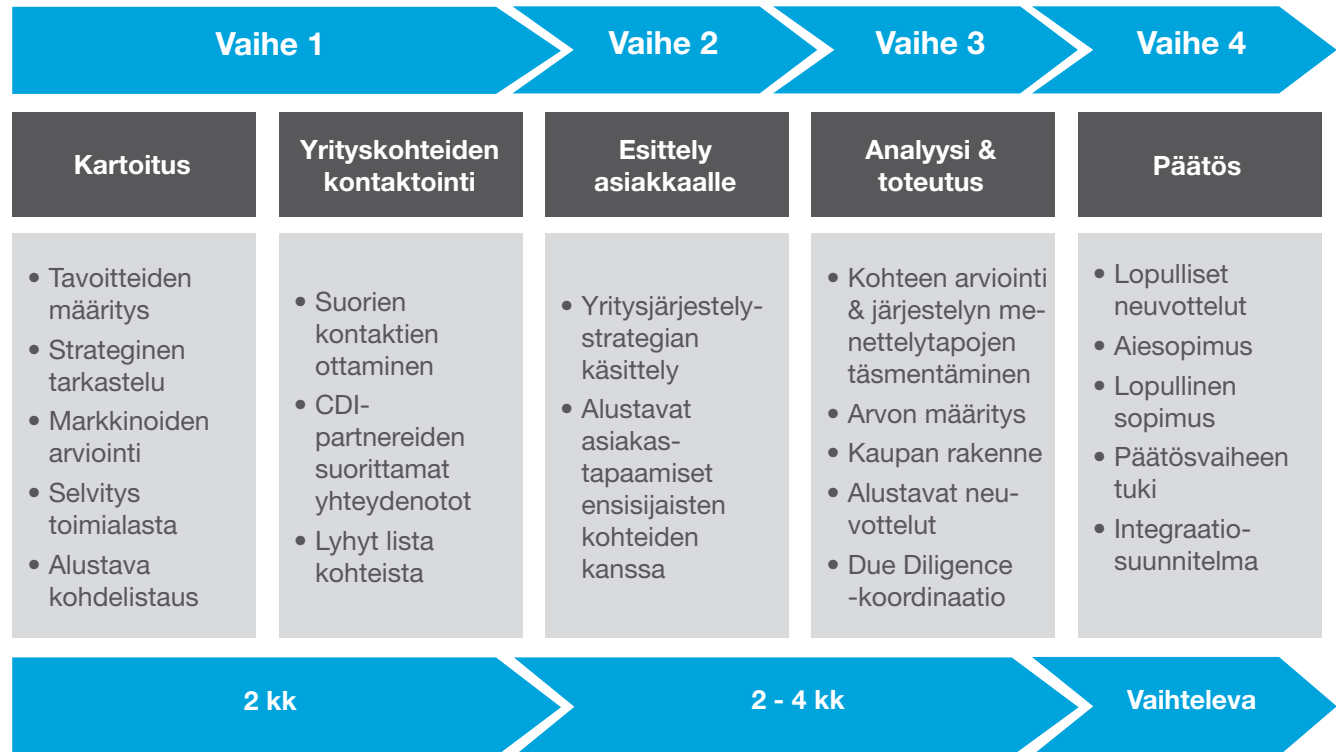 Vaihe 1
Vaihe 2
Vaihe 3
Vaihe 4
Kartoitus
Yrityskohteiden
kontaktointi
Esittely
asiakkaalle
Analyysi &
toteutus
Päätös
• Tavoitteiden
määritys
• Strateginen
tarkastelu
• Markkinoiden
arviointi
• Selvitys
toimialasta
• Alustava
kohdelistaus
• Suorien
kontaktien
ottaminen
• CDI-
partnereiden
suorittamat
yhteydenotot
• Lyhyt lista
kohteista
• Yritysjärjestely-
strategian
käsittely
• Alustavat
asiakas-
tapaamiset
ensisijaisten
kohteiden
kanssa
• Kohteen arviointi
& järjestelyn me-
nettelytapojen
täsmentäminen
• Arvon määritys
• Kaupan rakenne
• Alustavat neu-
vottelut
• Due Diligence
-koordinaatio
• Lopulliset
neuvottelut
• Aiesopimus
• Lopullinen
sopimus
• Päätösvaiheen
tuki
• Integraatio-
suunnitelma
2 kk
2 - 4 kk
Vaihteleva